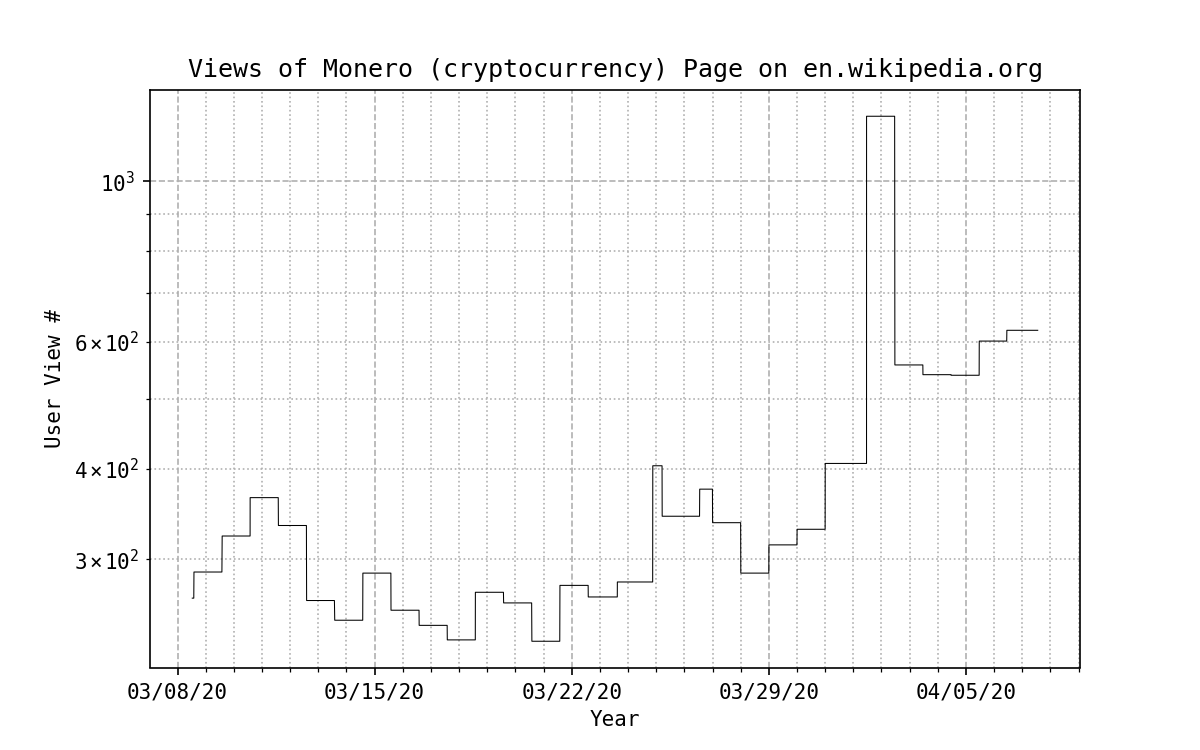 Views of Monero (cryptocurrency) Page on en.wikipedia.org
User View #
10³
6×10²
4×10²
3×10²
03/08/20 03/15/20 03/22/20 03/29/20 04/05/20
Year